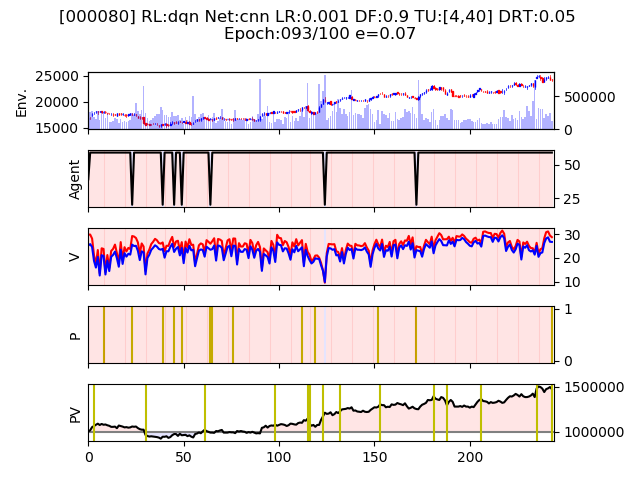 [000080] RL:dqn Net:cnn LR:0.001 DF:0.9 TU:[4,40] DRT:0.05
Epoch:093/100 e=0.07
Env.
25000
20000
15000
500000
0
Agent
50
25
V
30
20
10
P
1
0
PV
1500000
1000000
0
50
100
150
200